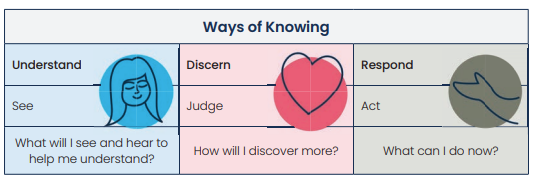 Ways of Knowing
Understand
Discern
Respond
See
Judge
Act
What will I see and hear to
help me understand?
How will I discover more?
What can I do now?